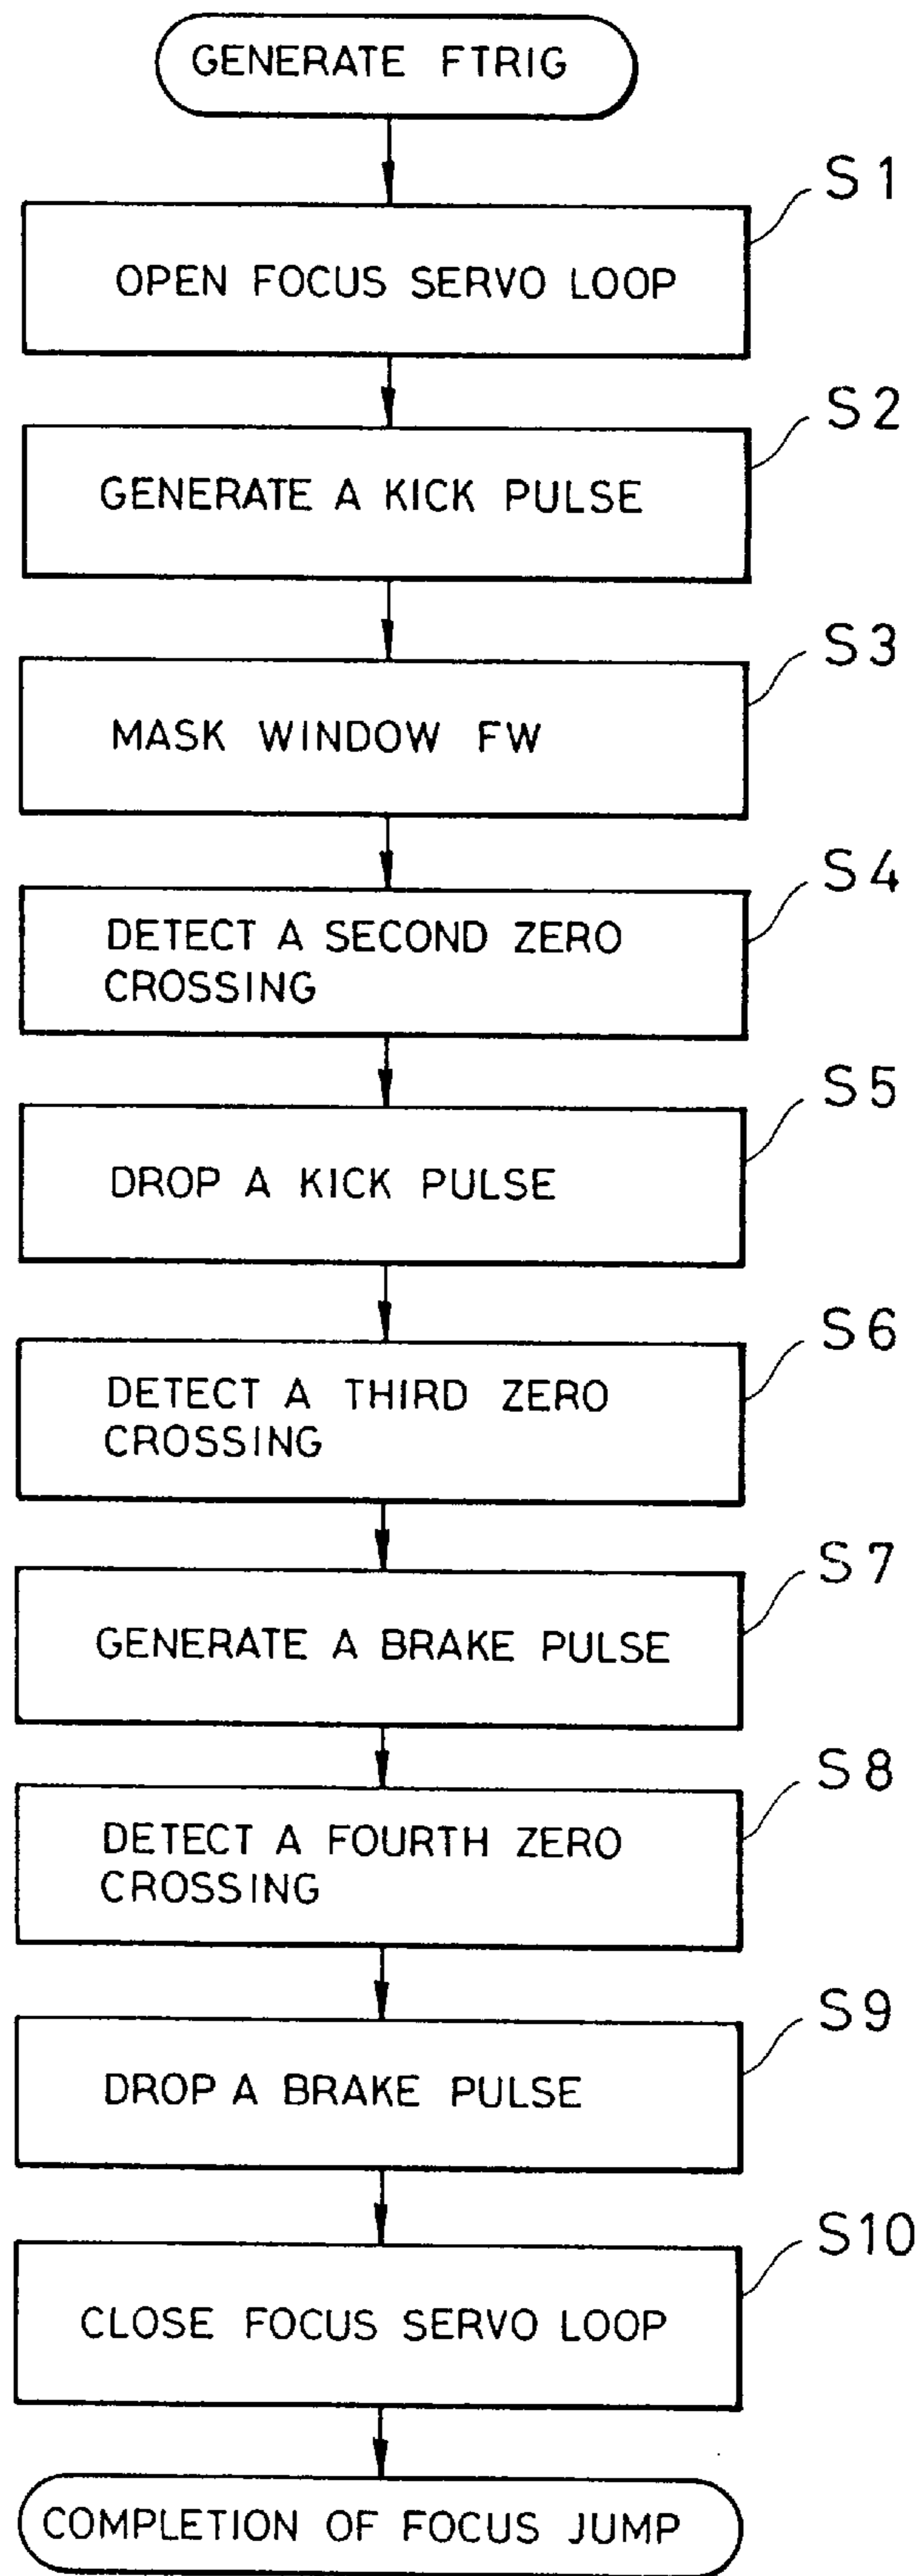 GENERATE FTRIG
S1
OPEN FOCUS SERVO LOOP
S2
GENERATE A KICK PULSE
S3
MASK WINDOW FW
S4
DETECT A SECOND ZERO
CROSSING
S5
DROP A KICK PULSE
S6
DETECT A THIRD ZERO
CROSSING
S7
GENERATE A BRAKE PULSE
S8
DETECT A FOURTH ZERO
CROSSING
S9
DROP A BRAKE PULSE
S10
CLOSE FOCUS SERVO LOOP
COMPLETION OF FOCUS JUMP